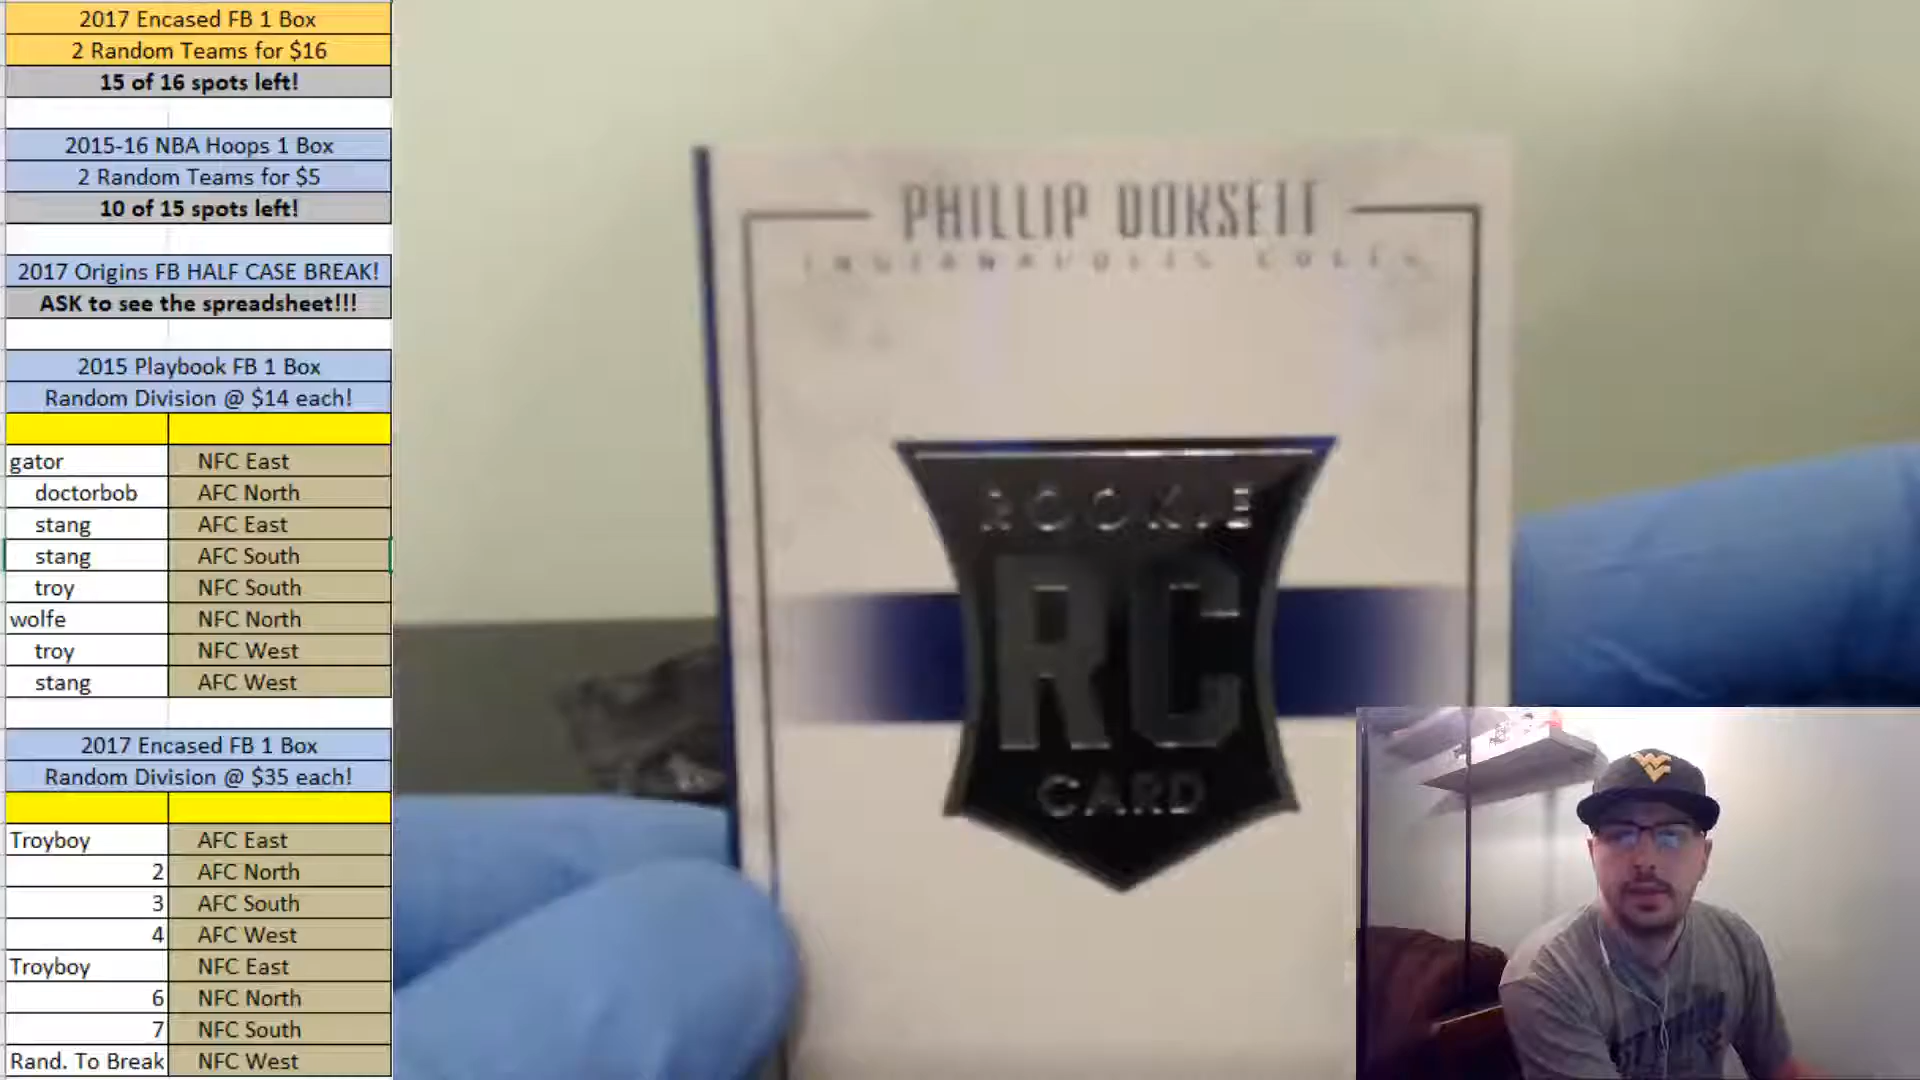 2017 Encased FB 1 Box
2 Random Teams for $16
15 of 16 spots left!
2015-16 NBA Hoops 1 Box
2 Random Teams for $5
10 of 15 spots left!
2017 Origins FB HALF CASE BREAK!
ASK to see the spreadsheet!!!
2015 Playbook FB 1 Box
Random Division @ $14 each!
gator NFC East
doctorbob AFC North
stang AFC East
stang AFC South
troy NFC South
wolfe NFC North
troy NFC West
stang AFC West
2017 Encased FB 1 Box
Random Division @ $35 each!
Troyboy AFC East
2 AFC North
3 AFC South
4 AFC West
Troyboy NFC East
6 NFC North
7 NFC South
Rand. To Break NFC West
PHILLIP DORSETT
INDIANAPOLIS COLTS
ROOKIE
RC
CARD
WV